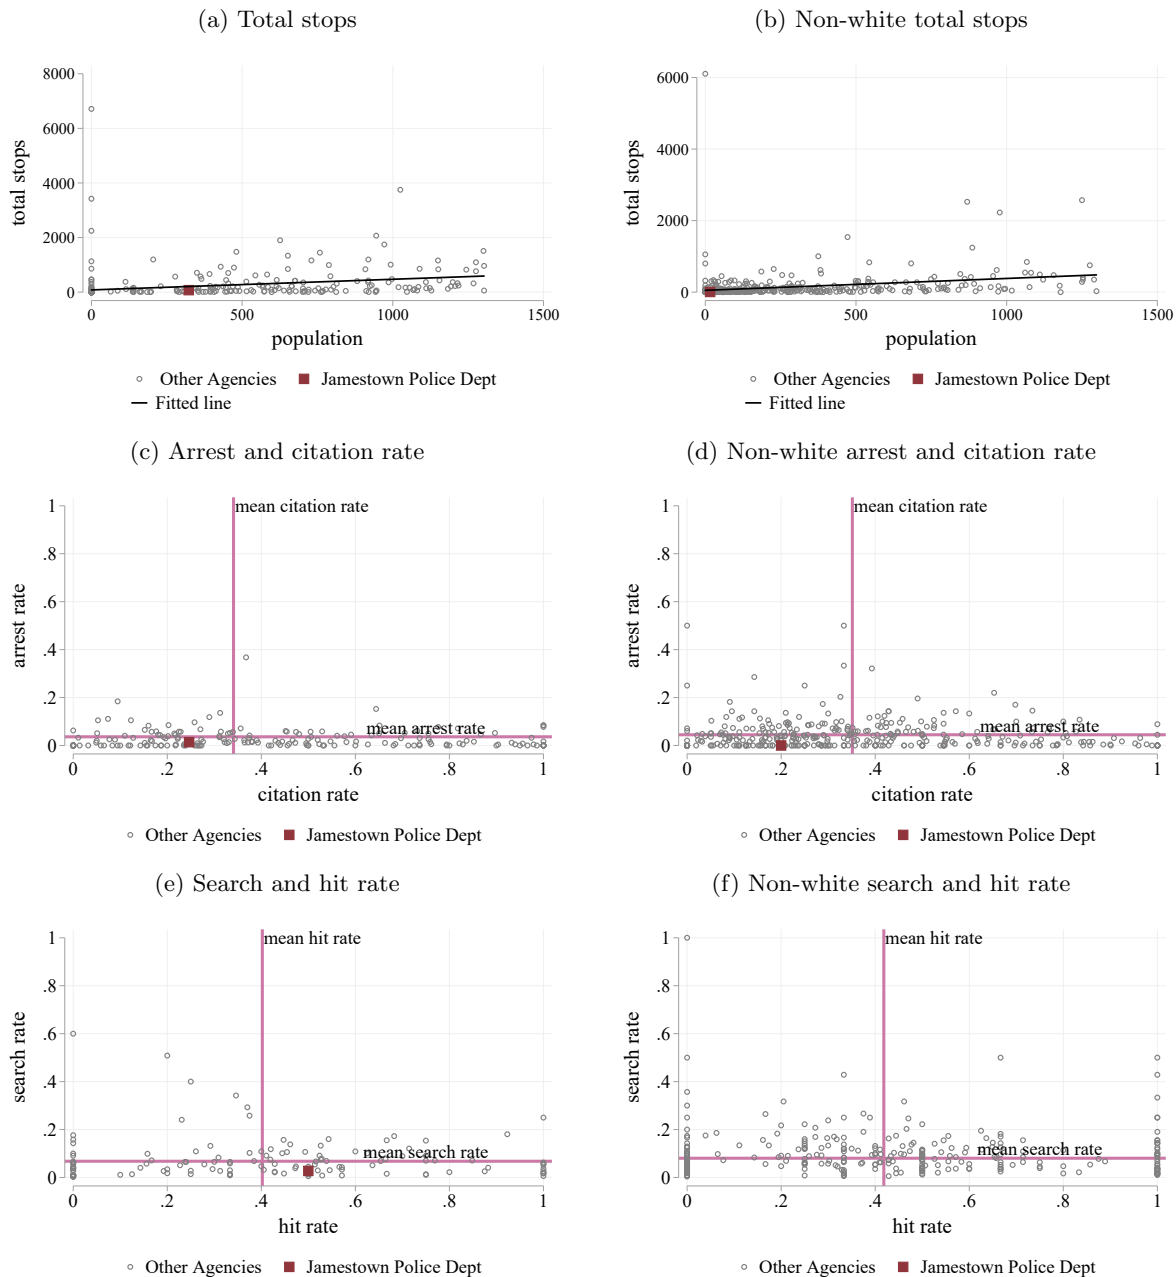 (a) Total stops
total stops
8000
6000
4000
2000
0
0 500 1000 1500
population
Other Agencies Jamestown Police Dept
Fitted line
(b) Non-white total stops
total stops
6000
4000
2000
0
0 500 1000 1500
population
Other Agencies Jamestown Police Dept
Fitted line
(c) Arrest and citation rate
arrest rate
1
.8
.6
.4
.2
0
mean citation rate
mean arrest rate
0 .2 .4 .6 .8 1
citation rate
Other Agencies Jamestown Police Dept
(d) Non-white arrest and citation rate
arrest rate
1
.8
.6
.4
.2
0
mean citation rate
mean arrest rate
0 .2 .4 .6 .8 1
citation rate
Other Agencies Jamestown Police Dept
(e) Search and hit rate
search rate
1
.8
.6
.4
.2
0
mean hit rate
mean search rate
0 .2 .4 .6 .8 1
hit rate
Other Agencies Jamestown Police Dept
(f) Non-white search and hit rate
search rate
1
.8
.6
.4
.2
0
mean hit rate
mean search rate
0 .2 .4 .6 .8 1
hit rate
Other Agencies Jamestown Police Dept